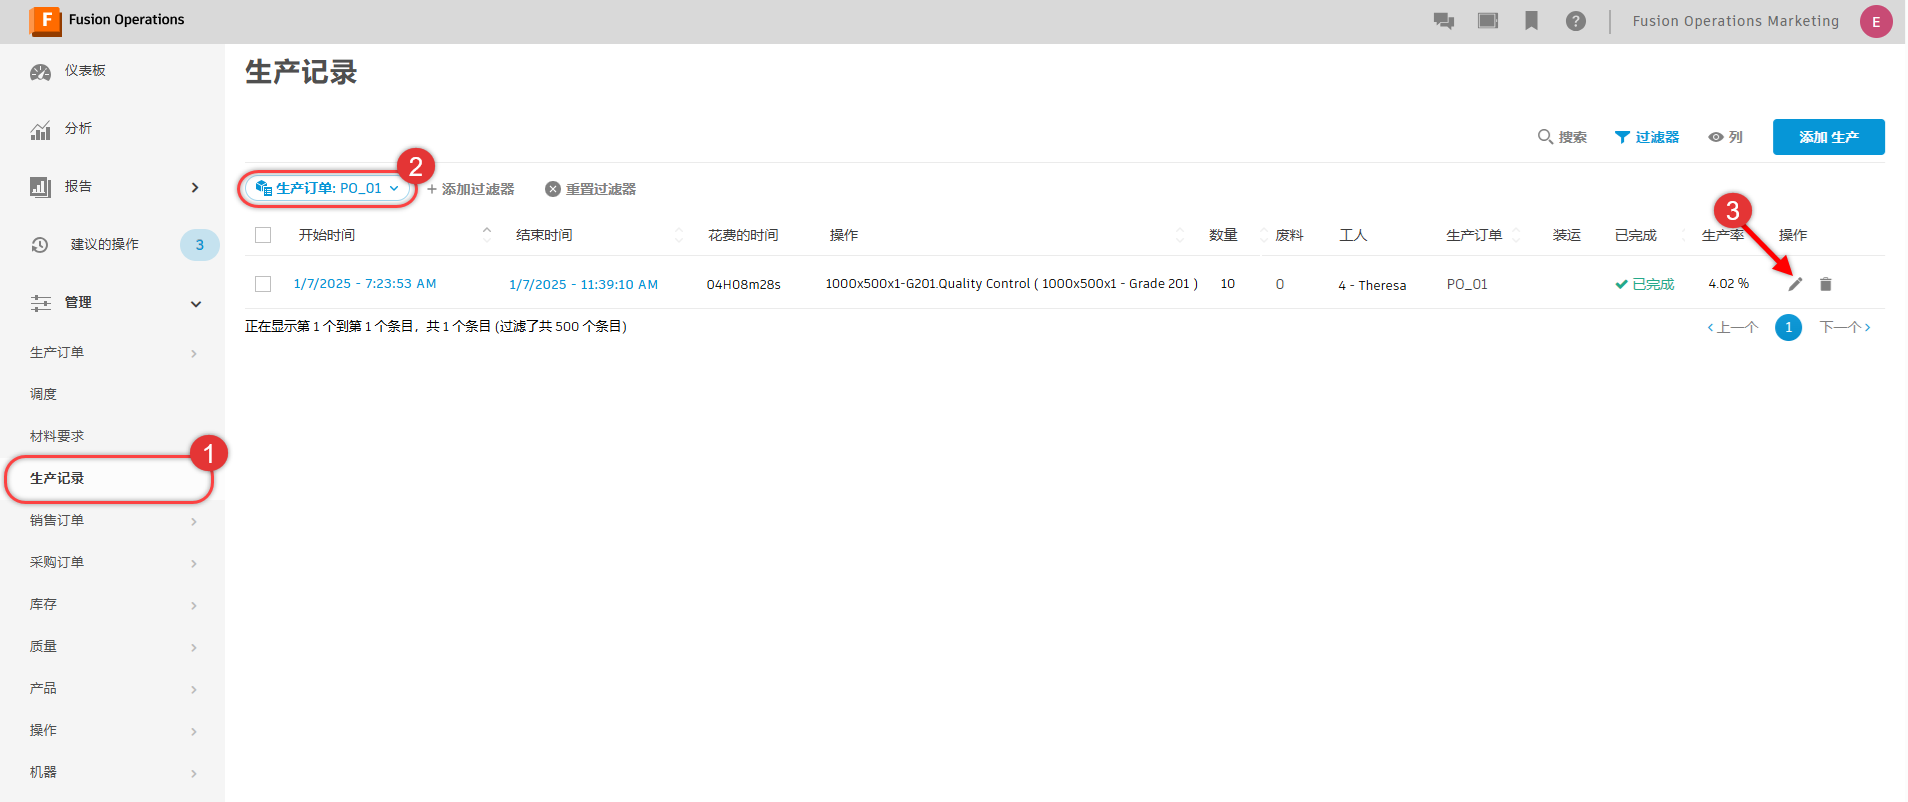 F Fusion Operations
Fusion Operations Marketing E
仪表板
分析
报告
建议的操作 3
管理
生产订单
调度
材料要求
生产记录
1
销售订单
采购订单
库存
质量
产品
操作
机器
生产记录
搜索 过滤器 列 添加 生产
2
生产订单: PO_01 + 添加过滤器 重置过滤器
3
开始时间 结束时间 花费的时间 操作 数量 废料 工人 生产订单 装运 已完成 生产率 操作
1/7/2025 - 7:23:53 AM 1/7/2025 - 11:39:10 AM 04H08m28s 1000x500x1-G201.Quality Control ( 1000x500x1 - Grade 201 ) 10 0 4 - Theresa PO_01 已完成 4.02 %
正在显示第 1 个到第 1 个条目，共 1 个条目 (过滤了共 500 个条目) ‹ 上一个 1 下一个 ›